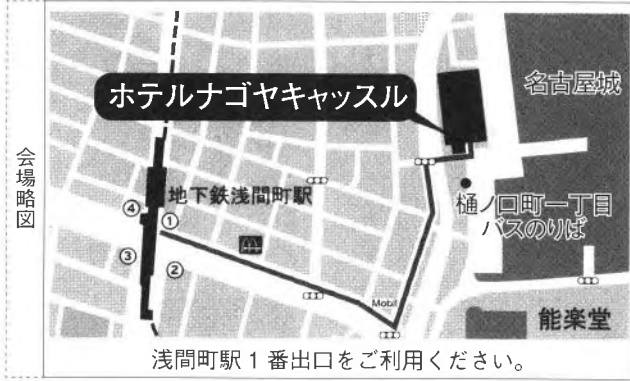 会場略図
ホテルナゴヤキャッスル
名古屋城
地下鉄浅間町駅
④
①
③
②
樋ノ口町一丁目
バスのりば
Mobil
能楽堂
浅間町駅1番出口をご利用ください。